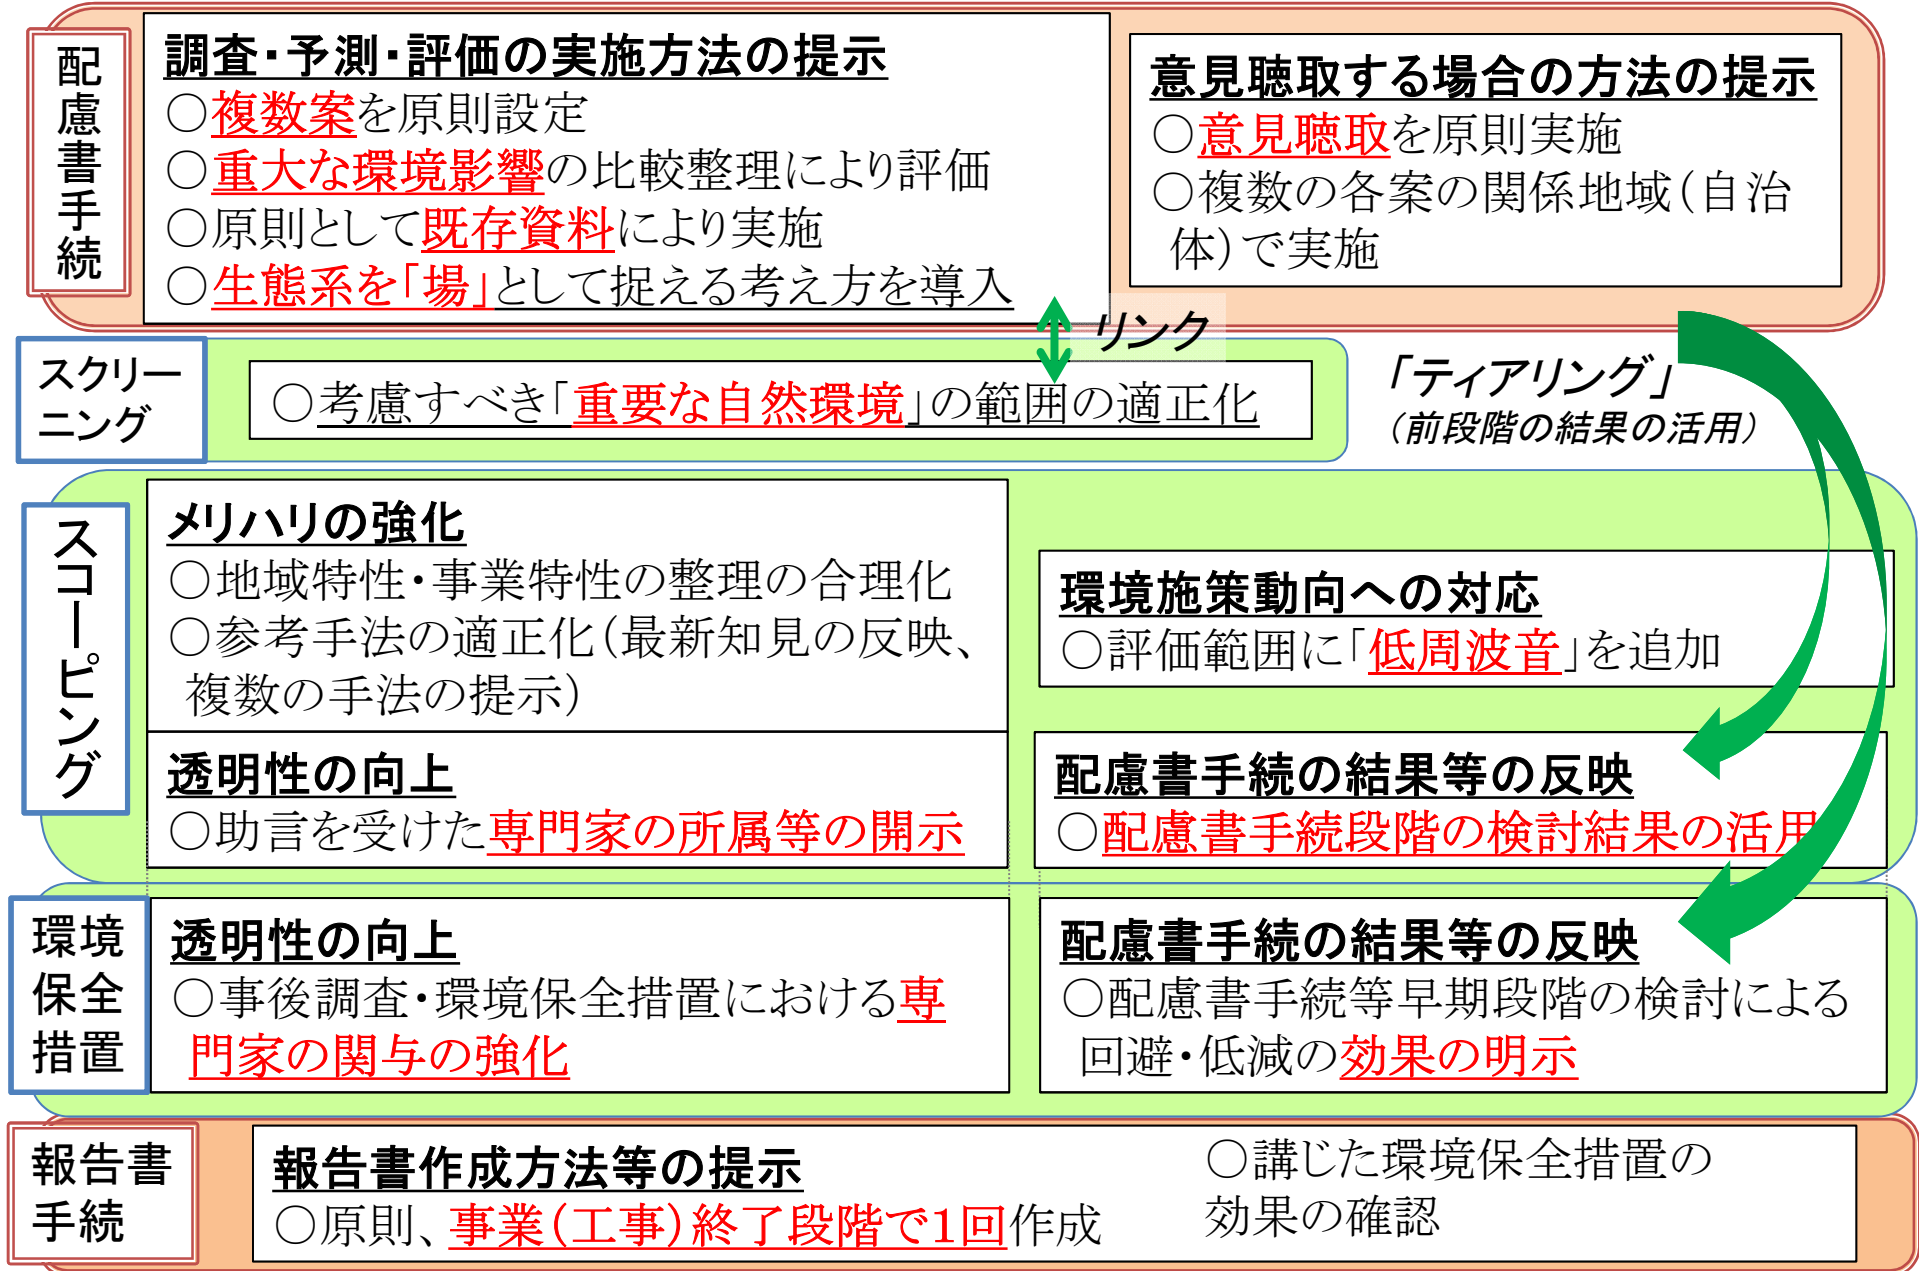 配慮書手続
調査・予測・評価の実施方法の提示
○複数案を原則設定
○重大な環境影響の比較整理により評価
○原則として既存資料により実施
○生態系を「場」として捉える考え方を導入
意見聴取する場合の方法の提示
○意見聴取を原則実施
○複数の各案の関係地域(自治
体)で実施
リンク
スクリー
ニング
○考慮すべき「重要な自然環境」の範囲の適正化
「ティアリング」
(前段階の結果の活用)
スコーピング
メリハリの強化
○地域特性・事業特性の整理の合理化
○参考手法の適正化(最新知見の反映、
複数の手法の提示)
環境施策動向への対応
○評価範囲に「低周波音」を追加
透明性の向上
○助言を受けた専門家の所属等の開示
配慮書手続の結果等の反映
○配慮書手続段階の検討結果の活用
環境
保全
措置
透明性の向上
○事後調査・環境保全措置における専
門家の関与の強化
配慮書手続の結果等の反映
○配慮書手続等早期段階の検討による
回避・低減の効果の明示
報告書
手続
報告書作成方法等の提示
○原則、事業(工事)終了段階で1回作成
○講じた環境保全措置の
効果の確認